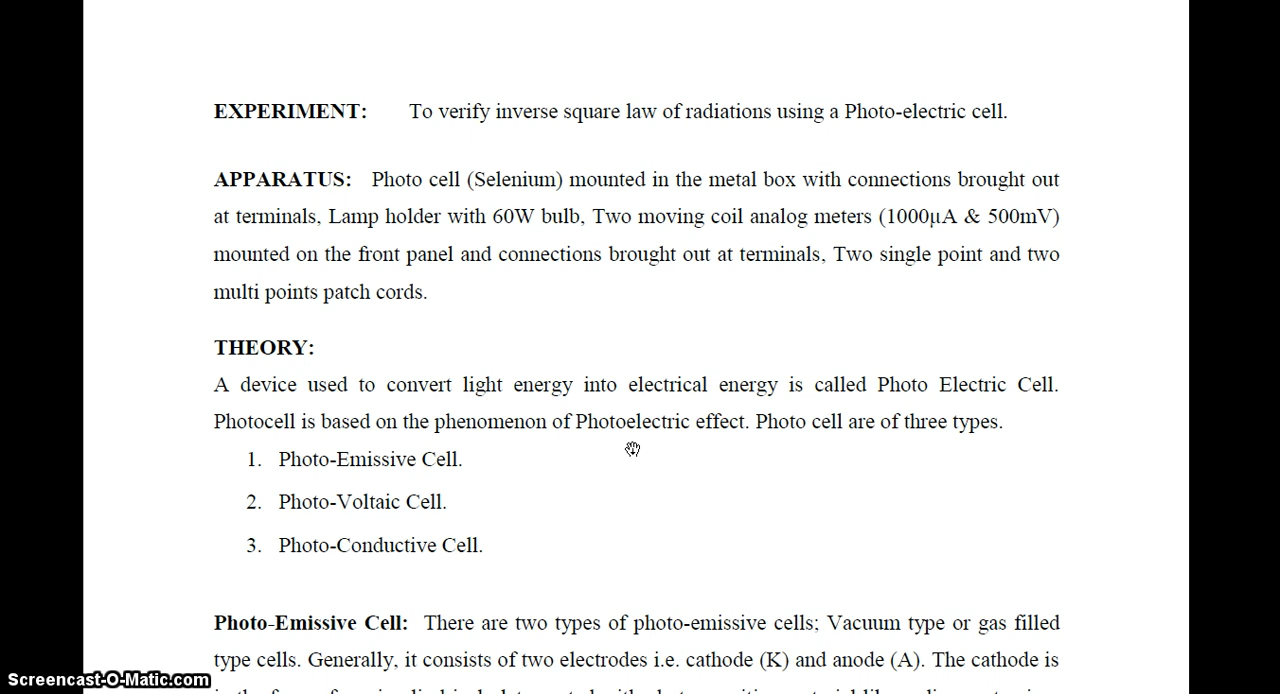 EXPERIMENT: To verify inverse square law of radiations using a Photo-electric cell.
APPARATUS: Photo cell (Selenium) mounted in the metal box with connections brought out
at terminals, Lamp holder with 60W bulb, Two moving coil analog meters (1000µA & 500mV)
mounted on the front panel and connections brought out at terminals, Two single point and two
multi points patch cords.
THEORY:
A device used to convert light energy into electrical energy is called Photo Electric Cell.
Photocell is based on the phenomenon of Photoelectric effect. Photo cell are of three types.
1. Photo-Emissive Cell.
2. Photo-Voltaic Cell.
3. Photo-Conductive Cell.
Photo-Emissive Cell: There are two types of photo-emissive cells; Vacuum type or gas filled
type cells. Generally, it consists of two electrodes i.e. cathode (K) and anode (A). The cathode is
Screencast-O-Matic.com